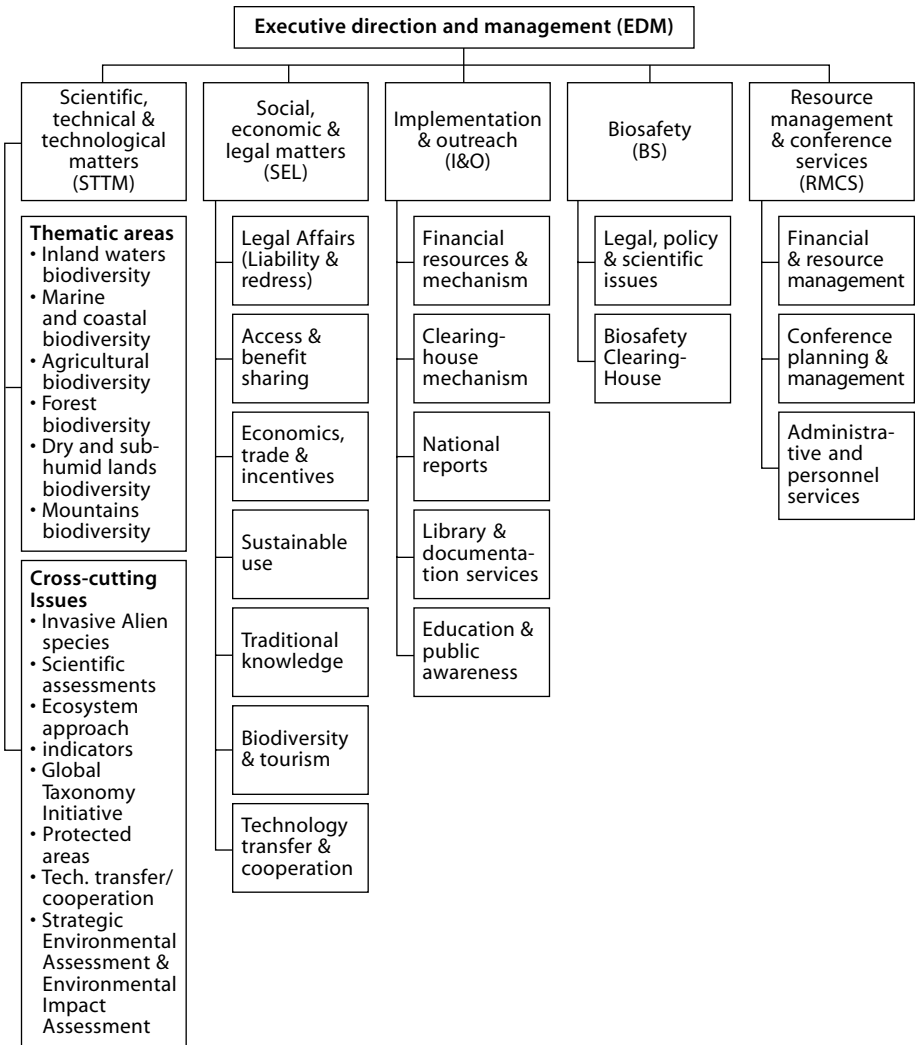 Executive direction and management (EDM)
Scientific,
technical &
technological
matters
(STTM)
Thematic areas
• Inland waters
biodiversity
• Marine
and coastal
biodiversity
• Agricultural
biodiversity
• Forest
biodiversity
• Dry and sub-
humid lands
biodiversity
• Mountains
biodiversity
Cross-cutting
Issues
• Invasive Alien
species
• Scientific
assessments
• Ecosystem
approach
• indicators
• Global
Taxonomy
Initiative
• Protected
areas
• Tech. transfer/
cooperation
• Strategic
Environmental
Assessment &
Environmental
Impact
Assessment
Social,
economic &
legal matters
(SEL)
Legal Affairs
(Liability &
redress)
Access &
benefit
sharing
Economics,
trade &
incentives
Sustainable
use
Traditional
knowledge
Biodiversity
& tourism
Technology
transfer &
cooperation
Implementation
& outreach
(I&O)
Financial
resources &
mechanism
Clearing-
house
mechanism
National
reports
Library &
documenta-
tion services
Education &
public
awareness
Biosafety
(BS)
Legal, policy
& scientific
issues
Biosafety
Clearing-
House
Resource
management
& conference
services
(RMCS)
Financial
& resource
management
Conference
planning &
management
Administra-
tive and
personnel
services